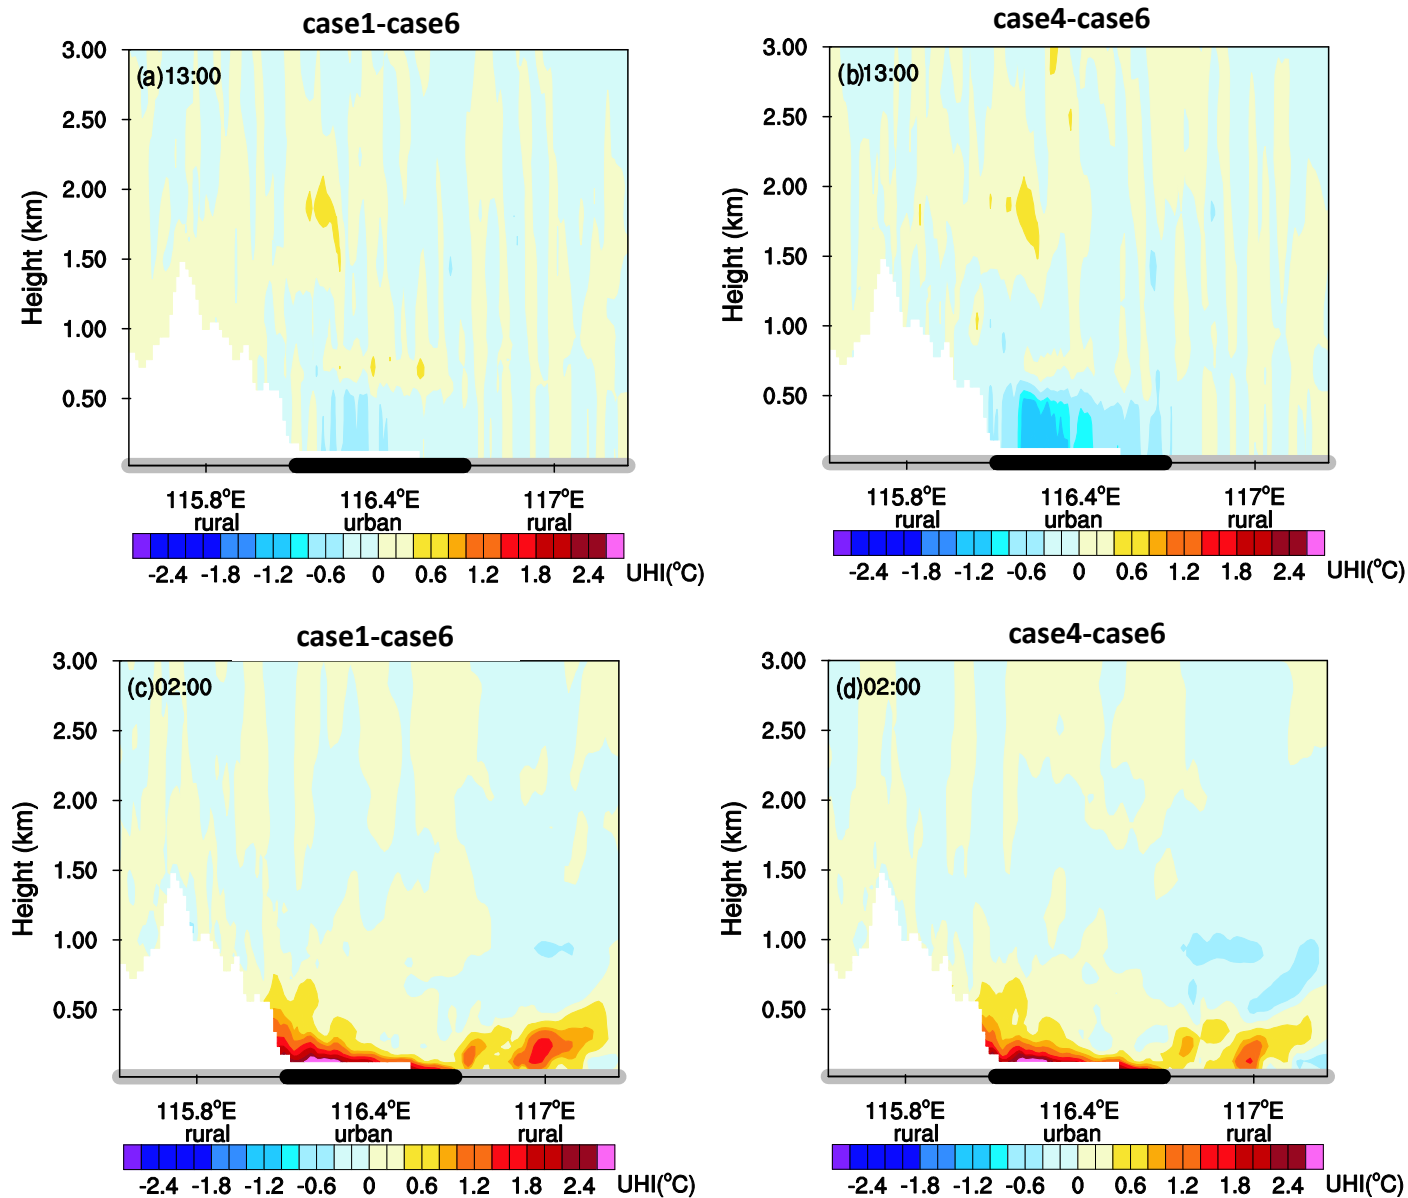 case1-case6
case4-case6
(a)13:00
(b)13:00
3.00
2.50
2.00
1.50
1.00
0.50
Height (km)
3.00
2.50
2.00
1.50
1.00
0.50
Height (km)
115.8°E 116.4°E 117°E
rural urban rural
-2.4 -1.8 -1.2 -0.6 0 0.6 1.2 1.8 2.4 UHI(°C)
115.8°E 116.4°E 117°E
rural urban rural
-2.4 -1.8 -1.2 -0.6 0 0.6 1.2 1.8 2.4 UHI(°C)
case1-case6
case4-case6
(c)02:00
(d)02:00
3.00
2.50
2.00
1.50
1.00
0.50
Height (km)
3.00
2.50
2.00
1.50
1.00
0.50
Height (km)
115.8°E 116.4°E 117°E
rural urban rural
-2.4 -1.8 -1.2 -0.6 0 0.6 1.2 1.8 2.4 UHI(°C)
115.8°E 116.4°E 117°E
rural urban rural
-2.4 -1.8 -1.2 -0.6 0 0.6 1.2 1.8 2.4 UHI(°C)